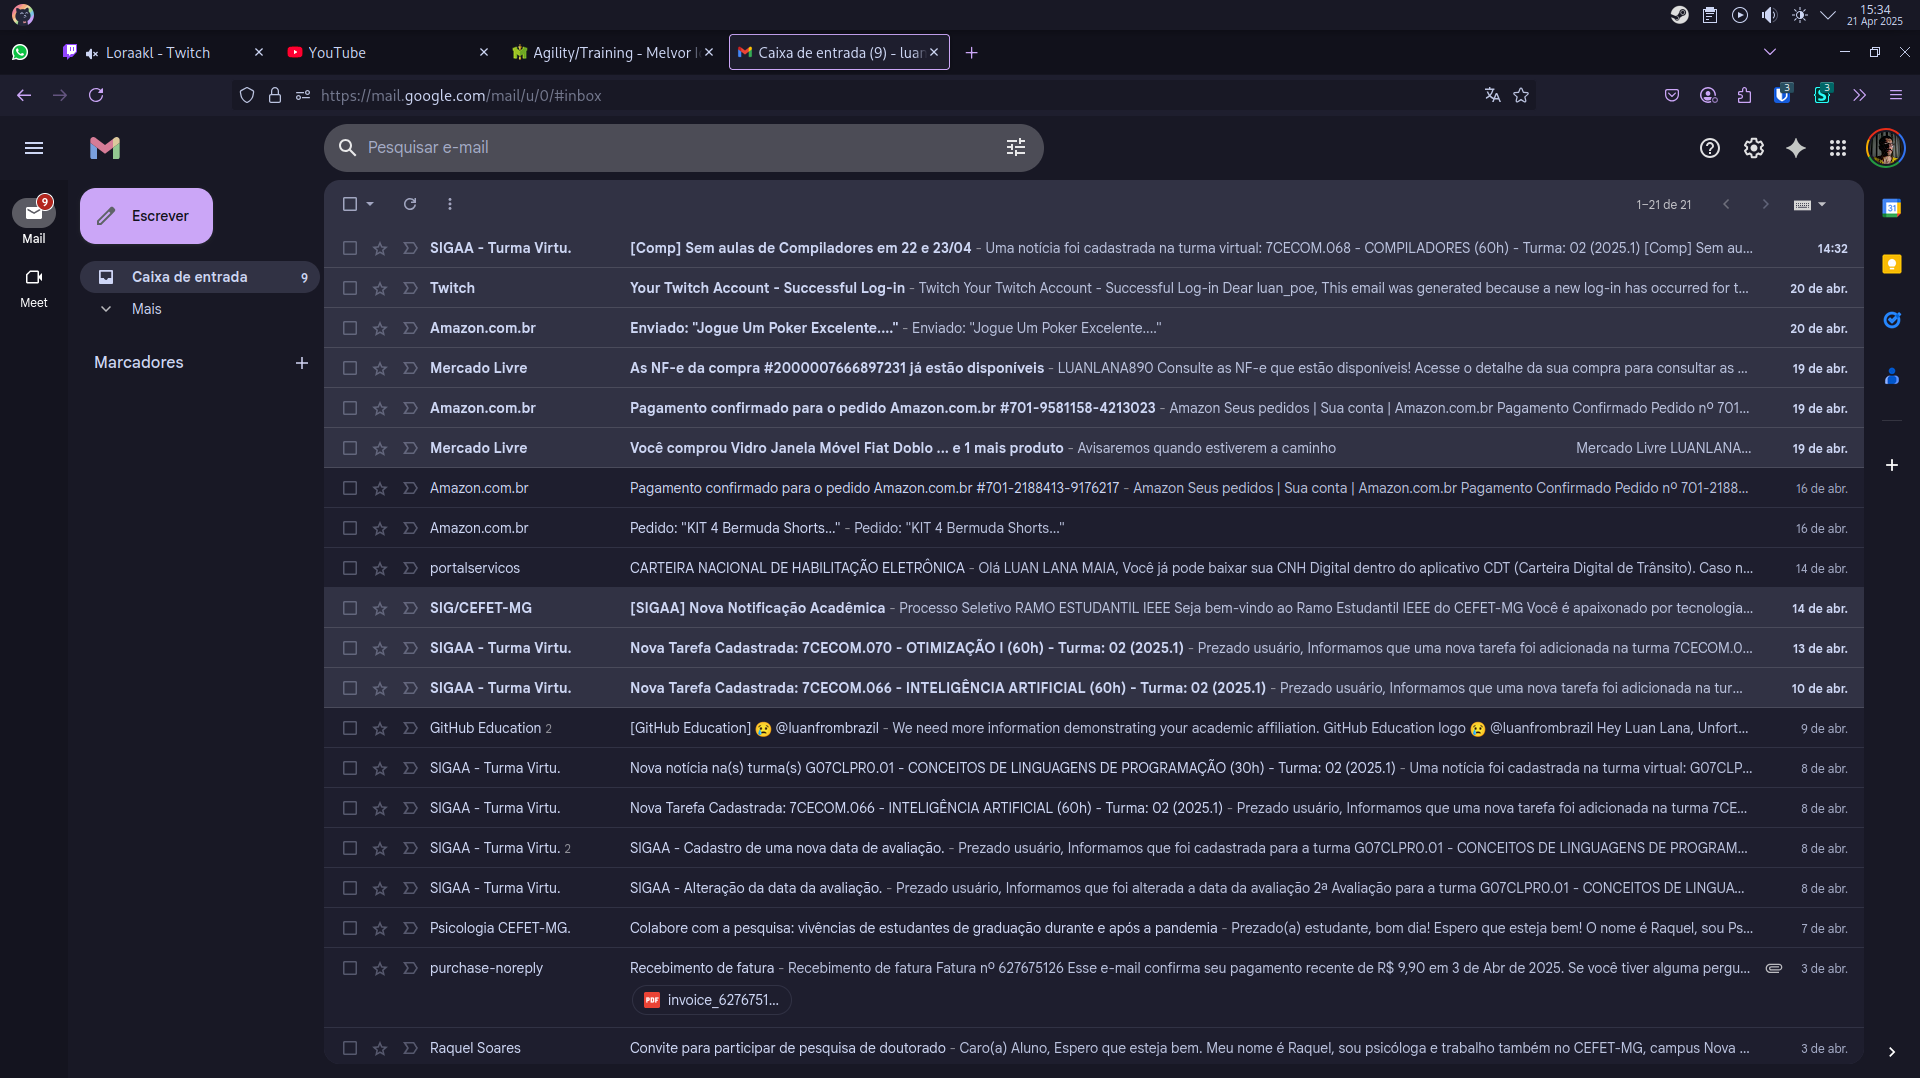 15:34
21 Apr 2025
Loraakl - Twitch
YouTube
Agility/Training - Melvor I
Caixa de entrada (9) - luan
https://mail.google.com/mail/u/0/#inbox
3
3
Pesquisar e-mail
9
Mail
Meet
Escrever
Caixa de entrada 9
Mais
Marcadores
1–21 de 21
31
SIGAA - Turma Virtu. [Comp] Sem aulas de Compiladores em 22 e 23/04 - Uma notícia foi cadastrada na turma virtual: 7CECOM.068 - COMPILADORES (60h) - Turma: 02 (2025.1) [Comp] Sem au... 14:32
Twitch Your Twitch Account - Successful Log-in - Twitch Your Twitch Account - Successful Log-in Dear luan_poe, This email was generated because a new log-in has occurred for t... 20 de abr.
Amazon.com.br Enviado: "Jogue Um Poker Excelente...." - Enviado: "Jogue Um Poker Excelente...." 20 de abr.
Mercado Livre As NF-e da compra #2000007666897231 já estão disponíveis - LUANLANA890 Consulte as NF-e que estão disponíveis! Acesse o detalhe da sua compra para consultar as ... 19 de abr.
Amazon.com.br Pagamento confirmado para o pedido Amazon.com.br #701-9581158-4213023 - Amazon Seus pedidos | Sua conta | Amazon.com.br Pagamento Confirmado Pedido nº 701... 19 de abr.
Mercado Livre Você comprou Vidro Janela Móvel Fiat Doblo ... e 1 mais produto - Avisaremos quando estiverem a caminho Mercado Livre LUANLANA... 19 de abr.
Amazon.com.br Pagamento confirmado para o pedido Amazon.com.br #701-2188413-9176217 - Amazon Seus pedidos | Sua conta | Amazon.com.br Pagamento Confirmado Pedido nº 701-2188... 16 de abr.
Amazon.com.br Pedido: "KIT 4 Bermuda Shorts..." - Pedido: "KIT 4 Bermuda Shorts..." 16 de abr.
portalservicos CARTEIRA NACIONAL DE HABILITAÇÃO ELETRÔNICA - Olá LUAN LANA MAIA, Você já pode baixar sua CNH Digital dentro do aplicativo CDT (Carteira Digital de Trânsito). Caso n... 14 de abr.
SIG/CEFET-MG [SIGAA] Nova Notificação Acadêmica - Processo Seletivo RAMO ESTUDANTIL IEEE Seja bem-vindo ao Ramo Estudantil IEEE do CEFET-MG Você é apaixonado por tecnologia... 14 de abr.
SIGAA - Turma Virtu. Nova Tarefa Cadastrada: 7CECOM.070 - OTIMIZAÇÃO I (60h) - Turma: 02 (2025.1) - Prezado usuário, Informamos que uma nova tarefa foi adicionada na turma 7CECOM.0... 13 de abr.
SIGAA - Turma Virtu. Nova Tarefa Cadastrada: 7CECOM.066 - INTELIGÊNCIA ARTIFICIAL (60h) - Turma: 02 (2025.1) - Prezado usuário, Informamos que uma nova tarefa foi adicionada na tur... 10 de abr.
GitHub Education 2 [GitHub Education] 😢 @luanfrombrazil - We need more information demonstrating your academic affiliation. GitHub Education logo 😢 @luanfrombrazil Hey Luan Lana, Unfort... 9 de abr.
SIGAA - Turma Virtu. Nova notícia na(s) turma(s) G07CLPR0.01 - CONCEITOS DE LINGUAGENS DE PROGRAMAÇÃO (30h) - Turma: 02 (2025.1) - Uma notícia foi cadastrada na turma virtual: G07CLP... 8 de abr.
SIGAA - Turma Virtu. Nova Tarefa Cadastrada: 7CECOM.066 - INTELIGÊNCIA ARTIFICIAL (60h) - Turma: 02 (2025.1) - Prezado usuário, Informamos que uma nova tarefa foi adicionada na turma 7CE... 8 de abr.
SIGAA - Turma Virtu. 2 SIGAA - Cadastro de uma nova data de avaliação. - Prezado usuário, Informamos que foi cadastrada para a turma G07CLPR0.01 - CONCEITOS DE LINGUAGENS DE PROGRAM... 8 de abr.
SIGAA - Turma Virtu. SIGAA - Alteração da data da avaliação. - Prezado usuário, Informamos que foi alterada a data da avaliação 2ª Avaliação para a turma G07CLPR0.01 - CONCEITOS DE LINGUA... 8 de abr.
Psicologia CEFET-MG. Colabore com a pesquisa: vivências de estudantes de graduação durante e após a pandemia - Prezado(a) estudante, bom dia! Espero que esteja bem! O nome é Raquel, sou Ps... 7 de abr.
purchase-noreply Recebimento de fatura - Recebimento de fatura Fatura nº 627675126 Esse e-mail confirma seu pagamento recente de R$ 9,90 em 3 de Abr de 2025. Se você tiver alguma pergu... 3 de abr.
PDF invoice_6276751...
Raquel Soares Convite para participar de pesquisa de doutorado - Caro(a) Aluno, Espero que esteja bem. Meu nome é Raquel, sou psicóloga e trabalho também no CEFET-MG, campus Nova ... 3 de abr.